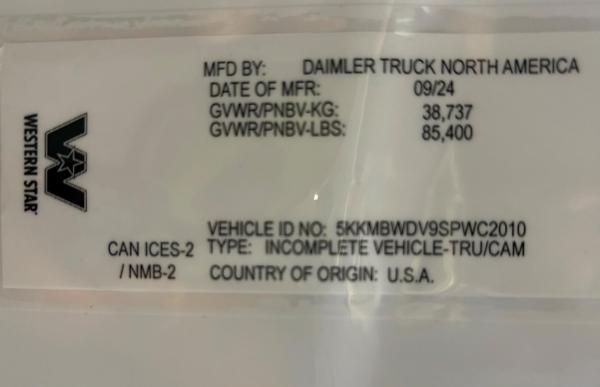 MFD BY: DAIMLER TRUCK NORTH AMERICA
DATE OF MFR: 09/24
GVWR/PNBV-KG: 38,737
GVWR/PNBV-LBS: 85,400
WESTERN STAR
VEHICLE ID NO: 5KKMBWDV9SPWC2010
CAN ICES-2 TYPE: INCOMPLETE VEHICLE-TRU/CAM
/ NMB-2 COUNTRY OF ORIGIN: U.S.A.